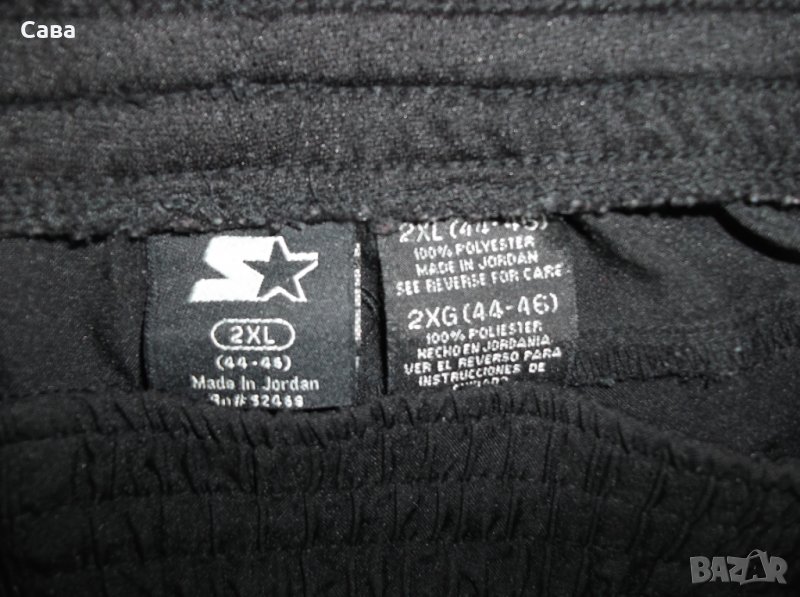 Сава
2XL
(44-46)
Made In Jordan
2XL (44-46)
100% POLYESTER
MADE IN JORDAN
SEE REVERSE FOR CARE
2XG (44-46)
100% POLIESTER
HECHO EN JORDANIA
VER EL REVERSO PARA
INSTRUCCIONES DE
BAZAR